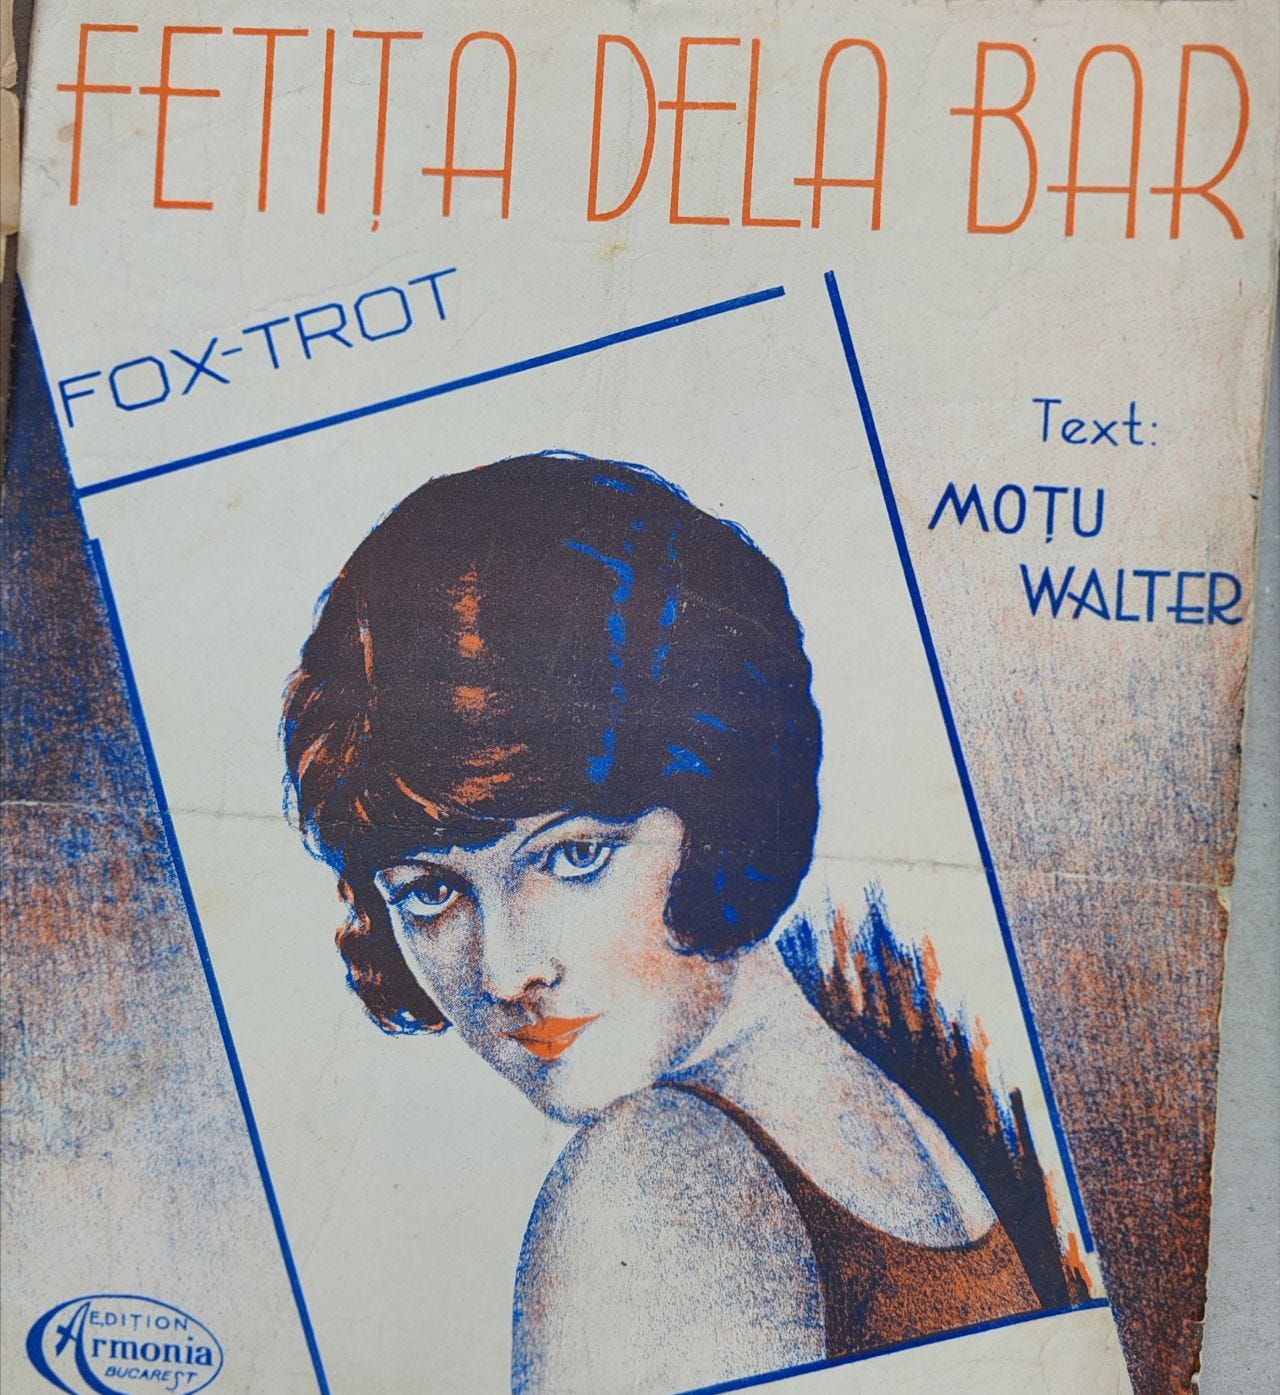 FETIȚA DELA BAR
FOX-TROT
Text:
MOȚU
WALTER
EDITION
Armonia
BUCAREST